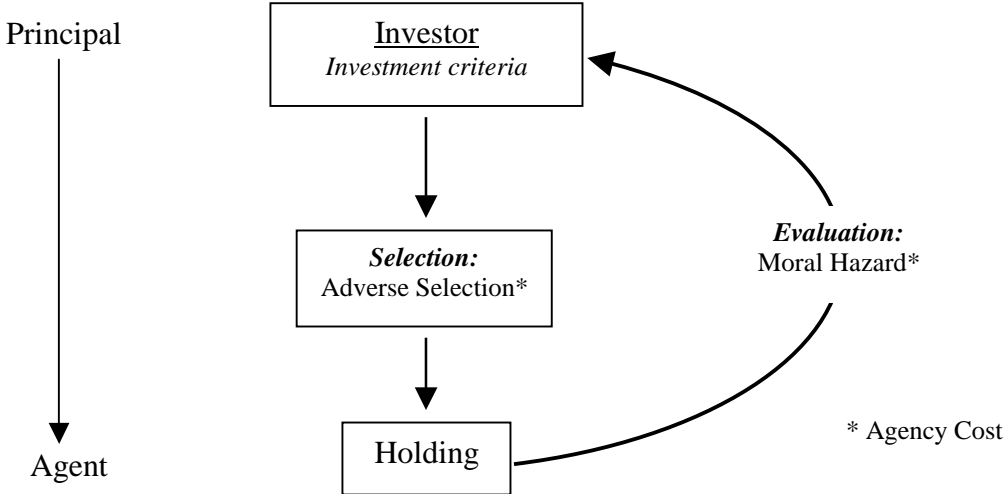 Principal
Investor
Investment criteria
Selection:
Adverse Selection*
Evaluation:
Moral Hazard*
Holding
* Agency Cost
Agent